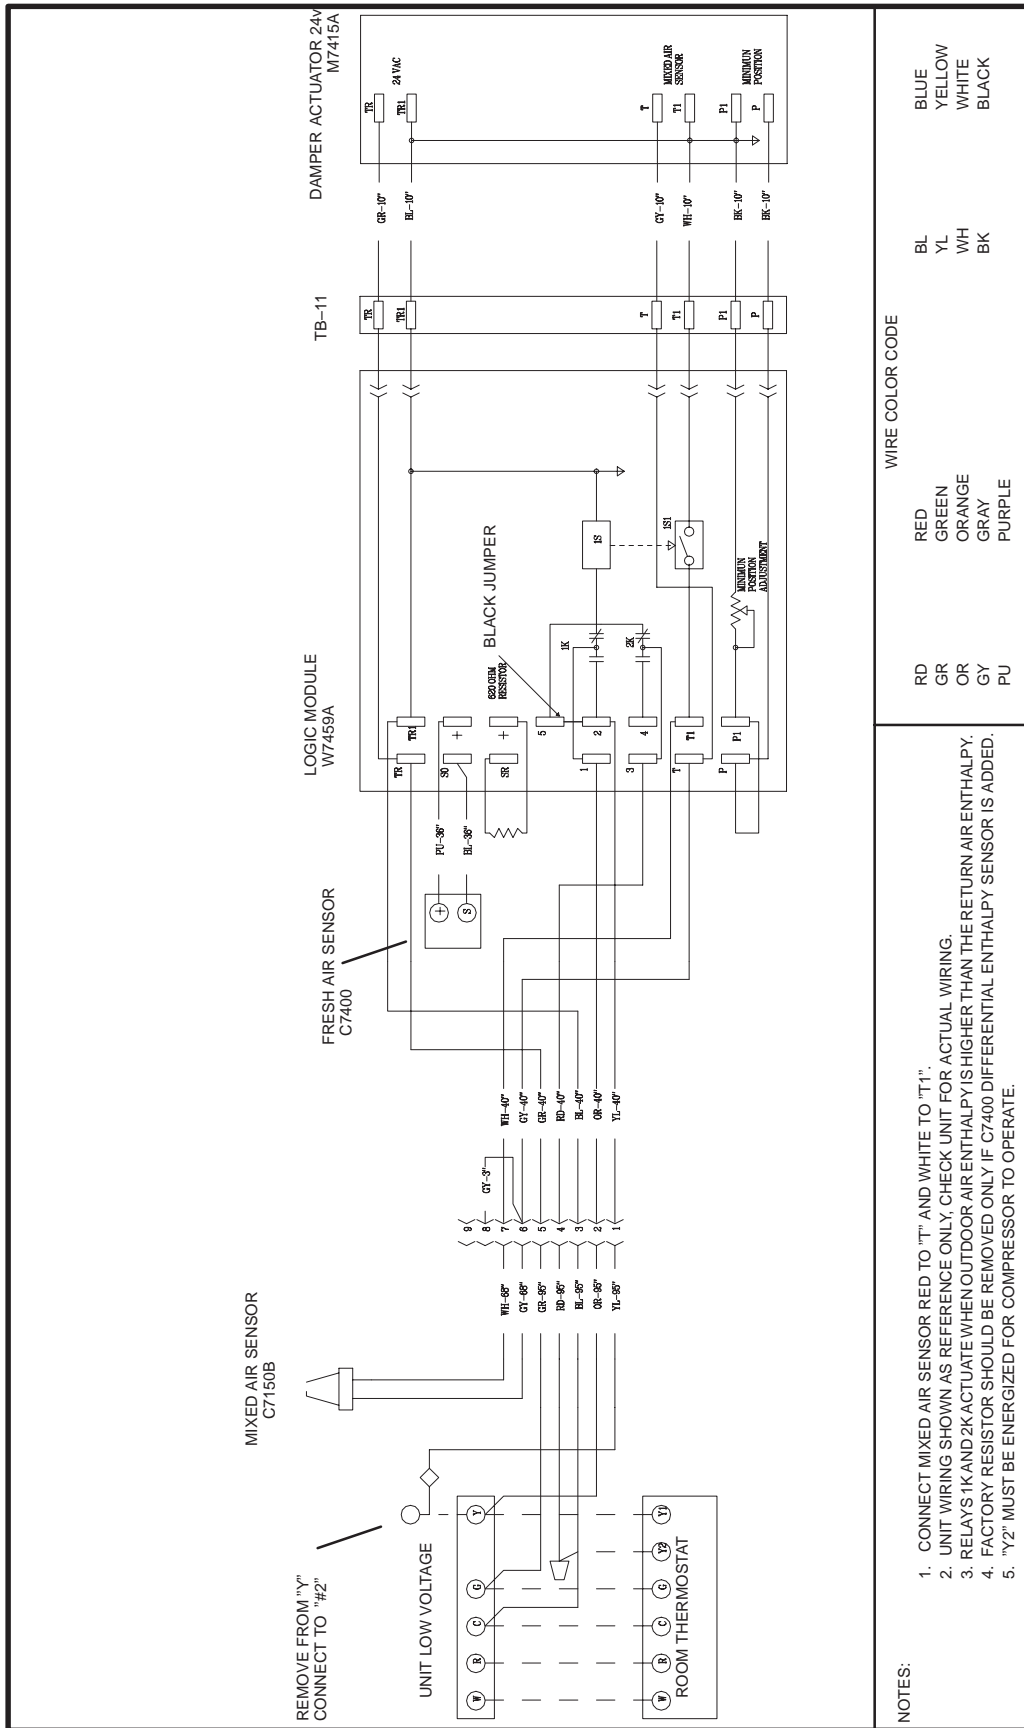 DAMPER ACTUATOR 24v
M7415A
TR
TR1
24 VAC
T
T1
MIXED AIR
SENSOR
P1
P
MINIMUN
POSITION
GR-10"
BL-10"
GY-10"
WH-10"
BK-10"
BK-10"
TB–11
TR
TR1
T
T1
P1
P
LOGIC MODULE
W7459A
BLACK JUMPER
1S
1S1
1K
2K
MINIMUN
POSITION
ADJUSTMENT
620 OHM
RESISTOR
TR
TR1
SO
+
SR
+
5
1
2
3
4
T
T1
P
P1
PU-36"
BL-36"
+
S
FRESH AIR SENSOR
C7400
WH-40"
GY-40"
GR-40"
RD-40"
BL-40"
OR-40"
YL-40"
GY-3"
9
8
7
6
5
4
3
2
1
WH-68"
GY-68"
GR-95"
RD-95"
BL-95"
OR-95"
YL-95"
MIXED AIR SENSOR
C7150B
REMOVE FROM "Y"
CONNECT TO "#2"
UNIT LOW VOLTAGE
W
R
C
G
Y
W
R
C
G
Y2
Y1
ROOM THERMOSTAT
NOTES:
1. CONNECT MIXED AIR SENSOR RED TO "T" AND WHITE TO "T1".
2. UNIT WIRING SHOWN AS REFERENCE ONLY, CHECK UNIT FOR ACTUAL WIRING.
3. RELAYS 1K AND 2K ACTUATE WHEN OUTDOOR AIR ENTHALPY IS HIGHER THAN THE RETURN AIR ENTHALPY.
4. FACTORY RESISTOR SHOULD BE REMOVED ONLY IF C7400 DIFFERENTIAL ENTHALPY SENSOR IS ADDED.
5. "Y2" MUST BE ENERGIZED FOR COMPRESSOR TO OPERATE.
WIRE COLOR CODE
RD RED BL BLUE
GR GREEN YL YELLOW
OR ORANGE WH WHITE
GY GRAY BK BLACK
PU PURPLE